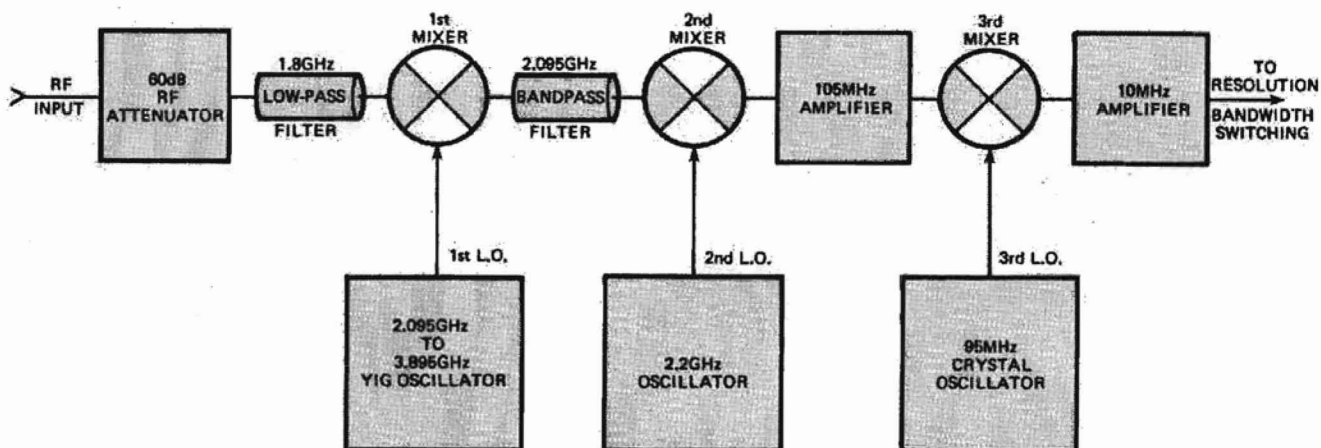 RF
INPUT
60dB
RF
ATTENUATOR
1.8GHz
LOW-PASS
FILTER
1st
MIXER
2.095GHz
BANDPASS
FILTER
2nd
MIXER
105MHz
AMPLIFIER
3rd
MIXER
10MHz
AMPLIFIER
TO
RESOLUTION
BANDWIDTH
SWITCHING
1st L.O.
2.095GHz
TO
3.895GHz
YIG OSCILLATOR
2nd L.O.
2.2GHz
OSCILLATOR
3rd L.O.
95MHz
CRYSTAL
OSCILLATOR